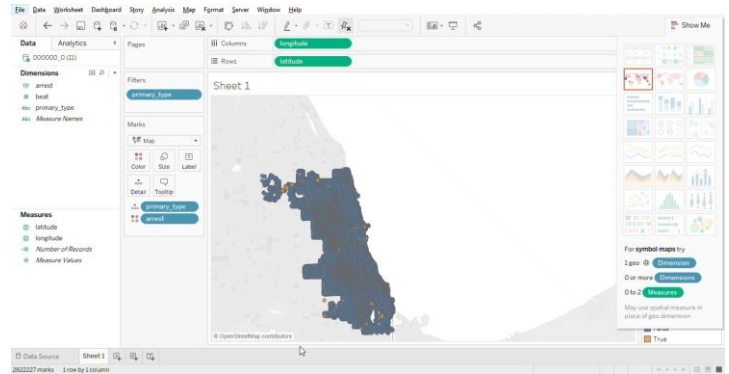 File Data Worksheet Dashboard Story Analysis Map Format Server Window Help
Show Me
Data Analytics
000000_0 (11)
Dimensions
arrest
beat
Abc primary_type
Abc Measure Names
Measures
latitude
longitude
Number of Records
Measure Values
Pages
Filters
primary_type
Marks
Map
Color Size Label
Detail Tooltip
primary_type
arrest
Columns longitude
Rows latitude
Sheet 1
© OpenStreetMap contributors
For symbol maps try
1 geo Dimension
0 or more Dimensions
0 to 2 Measures
May use spatial measure in
place of geo dimension
True
Data Source Sheet 1
2822227 marks 1 row by 1 column